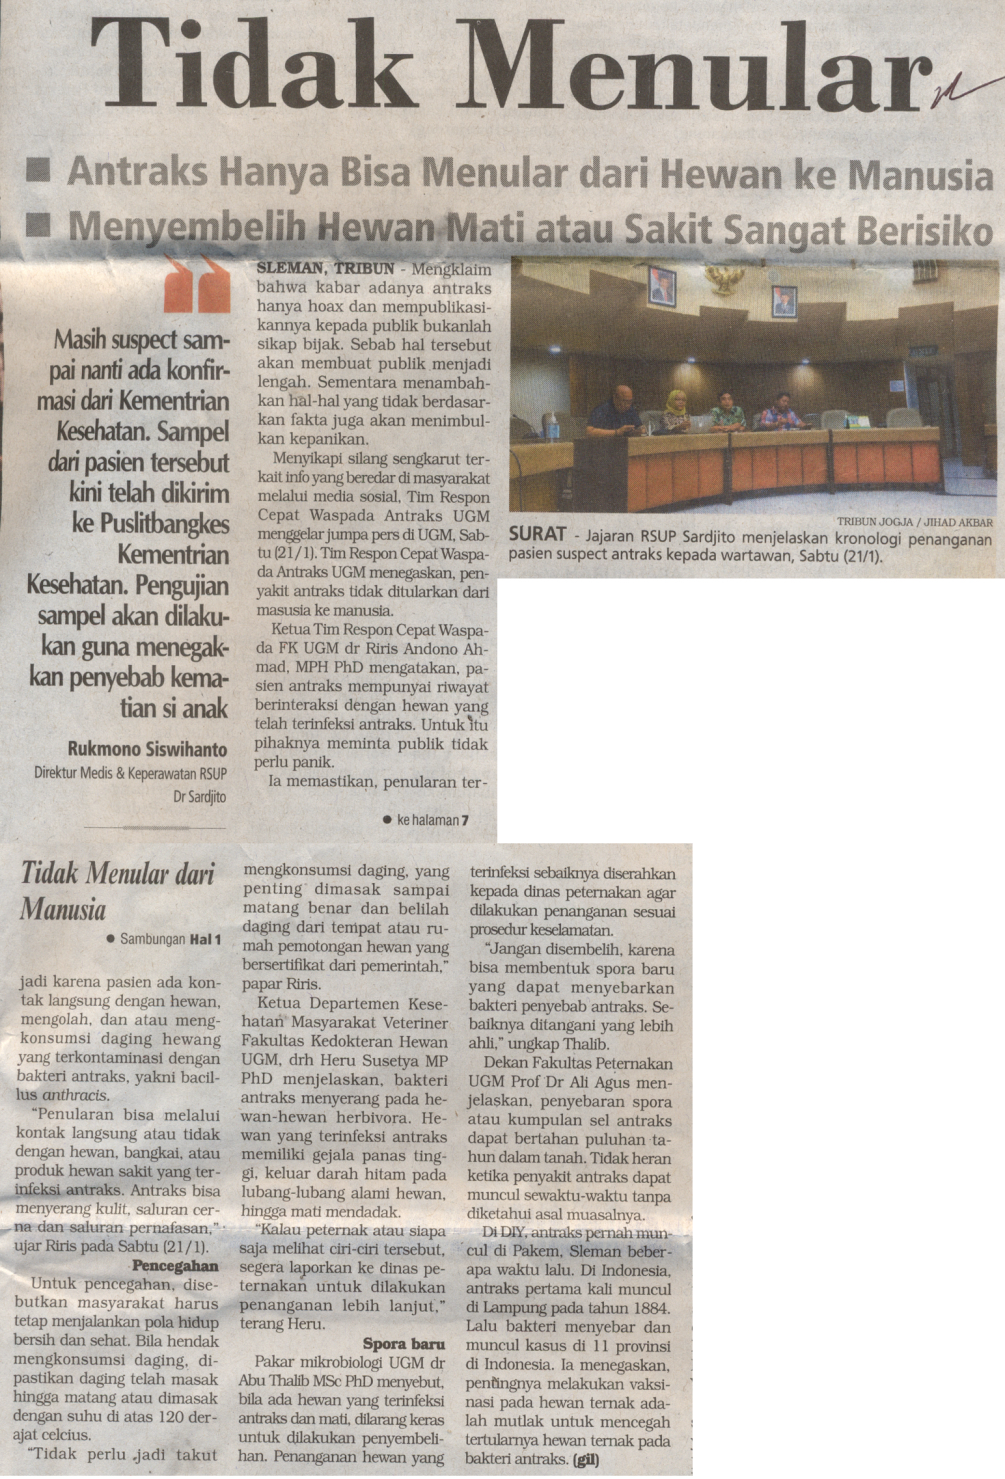 Tidak Menular
■ Antraks Hanya Bisa Menular dari Hewan ke Manusia
■ Menyembelih Hewan Mati atau Sakit Sangat Berisiko
Masih suspect sam-
pai nanti ada konfir-
masi dari Kementrian
Kesehatan. Sampel
dari pasien tersebut
kini telah dikirim
ke Puslitbangkes
Kementrian
Kesehatan. Pengujian
sampel akan dilaku-
kan guna menegak-
kan penyebab kema-
tian si anak
Rukmono Siswihanto
Direktur Medis & Keperawatan RSUP
Dr Sardjito
SLEMAN, TRIBUN - Mengklaim
bahwa kabar adanya antraks
hanya hoax dan mempublikasi-
kannya kepada publik bukanlah
sikap bijak. Sebab hal tersebut
akan membuat publik menjadi
lengah. Sementara menambah-
kan hal-hal yang tidak berdasar-
kan fakta juga akan menimbul-
kan kepanikan.
Menyikapi silang sengkarut ter-
kait info yang beredar di masyarakat
melalui media sosial, Tim Respon
Cepat Waspada Antraks UGM
menggelar jumpa pers di UGM, Sab-
tu (21/1). Tim Respon Cepat Waspa-
da Antraks UGM menegaskan, pen-
yakit antraks tidak ditularkan dari
masusia ke manusia.
Ketua Tim Respon Cepat Waspa-
da FK UGM dr Riris Andono Ah-
mad, MPH PhD mengatakan, pa-
sien antraks mempunyai riwayat
berinteraksi dengan hewan yang
telah terinfeksi antraks. Untuk itu
pihaknya meminta publik tidak
perlu panik.
Ia memastikan, penularan ter-
● ke halaman 7
TRIBUN JOGJA / JIHAD AKBAR
SURAT - Jajaran RSUP Sardjito menjelaskan kronologi penanganan
pasien suspect antraks kepada wartawan, Sabtu (21/1).
Tidak Menular dari
Manusia
● Sambungan Hal 1
jadi karena pasien ada kon-
tak langsung dengan hewan,
mengolah, dan atau meng-
konsumsi daging hewang
yang terkontaminasi dengan
bakteri antraks, yakni bacil-
lus anthracis.
"Penularan bisa melalui
kontak langsung atau tidak
dengan hewan, bangkai, atau
produk hewan sakit yang ter-
infeksi antraks. Antraks bisa
menyerang kulit, saluran cer-
na dan saluran pernafasan,"
ujar Riris pada Sabtu (21/1).
Pencegahan
Untuk pencegahan, dise-
butkan masyarakat harus
tetap menjalankan pola hidup
bersih dan sehat. Bila hendak
mengkonsumsi daging, di-
pastikan daging telah masak
hingga matang atau dimasak
dengan suhu di atas 120 der-
ajat celcius.
"Tidak perlu jadi takut
mengkonsumsi daging, yang
penting dimasak sampai
matang benar dan belilah
daging dari tempat atau ru-
mah pemotongan hewan yang
bersertifikat dari pemerintah,"
papar Riris.
Ketua Departemen Kese-
hatan Masyarakat Veteriner
Fakultas Kedokteran Hewan
UGM, drh Heru Susetya MP
PhD menjelaskan, bakteri
antraks menyerang pada he-
wan-hewan herbivora. He-
wan yang terinfeksi antraks
memiliki gejala panas ting-
gi, keluar darah hitam pada
lubang-lubang alami hewan,
hingga mati mendadak.
"Kalau peternak atau siapa
saja melihat ciri-ciri tersebut,
segera laporkan ke dinas pe-
ternakan untuk dilakukan
penanganan lebih lanjut,"
terang Heru.
Spora baru
Pakar mikrobiologi UGM dr
Abu Thalib MSc PhD menyebut,
bila ada hewan yang terinfeksi
antraks dan mati, dilarang keras
untuk dilakukan penyembeli-
han. Penanganan hewan yang
terinfeksi sebaiknya diserahkan
kepada dinas peternakan agar
dilakukan penanganan sesuai
prosedur keselamatan.
"Jangan disembelih, karena
bisa membentuk spora baru
yang dapat menyebarkan
bakteri penyebab antraks. Se-
baiknya ditangani yang lebih
ahli," ungkap Thalib.
Dekan Fakultas Peternakan
UGM Prof Dr Ali Agus men-
jelaskan, penyebaran spora
atau kumpulan sel antraks
dapat bertahan puluhan ta-
hun dalam tanah. Tidak heran
ketika penyakit antraks dapat
muncul sewaktu-waktu tanpa
diketahui asal muasalnya.
Di DIY, antraks pernah mun-
cul di Pakem, Sleman beber-
apa waktu lalu. Di Indonesia,
antraks pertama kali muncul
di Lampung pada tahun 1884.
Lalu bakteri menyebar dan
muncul kasus di 11 provinsi
di Indonesia. Ia menegaskan,
pentingnya melakukan vaksi-
nasi pada hewan ternak ada-
lah mutlak untuk mencegah
tertularnya hewan ternak pada
bakteri antraks. (gil)